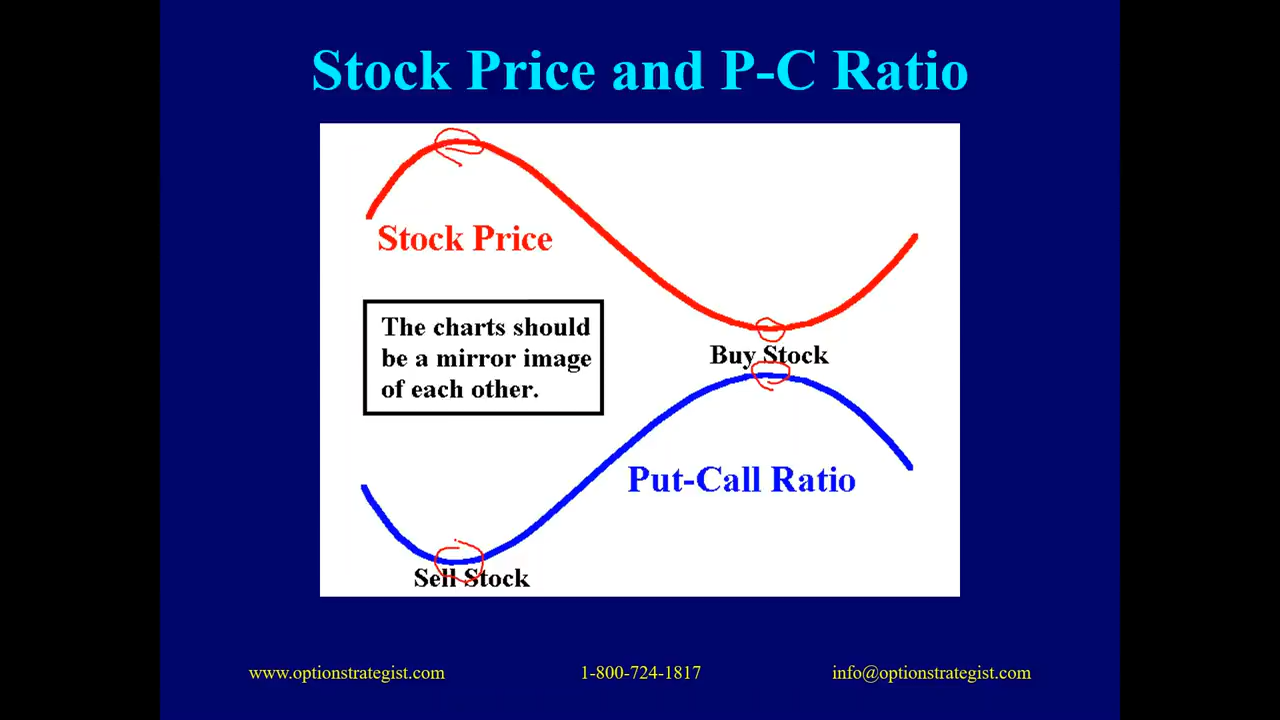 Stock Price and P-C Ratio
Stock Price
The charts should
be a mirror image
of each other.
Buy Stock
Put-Call Ratio
Sell Stock
www.optionstrategist.com
1-800-724-1817
info@optionstrategist.com